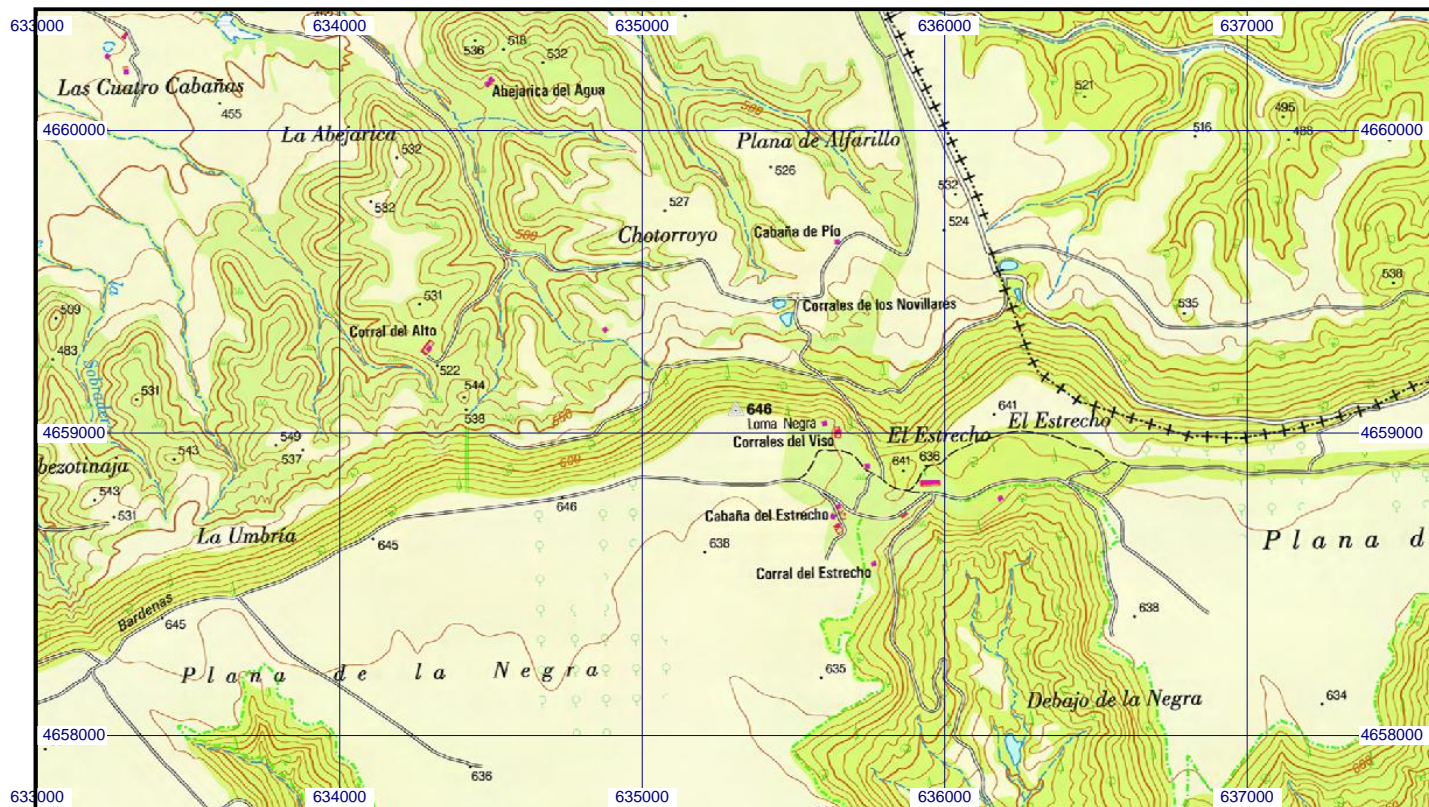 633000 634000 635000 636000 637000
536
518
532
521
Abejarica del Agua
Las Cuatro Cabañas
455
500
495
516
488
4660000 4660000
La Abejarica
Plana de Alfarillo
532
526
532
532
527
524
Chotorroyo
Cabaña de Pío
500
la
538
531
535
Corrales de los Novillares
509
Corral del Alto
483
522
Sobrader
531
544
538
646
641
Loma Negra
El Estrecho
4659000 4659000
Corrales del Viso
El Estrecho
549
543
537
600
641
636
bezotinaja
543
531
646
Cabaña del Estrecho
La Umbría
645
638
Plana d
Corral del Estrecho
Bardenas
645
638
Plana de la Negra
635
634
Debajo de la Negra
4658000 4658000
636
633000 634000 635000 636000 637000